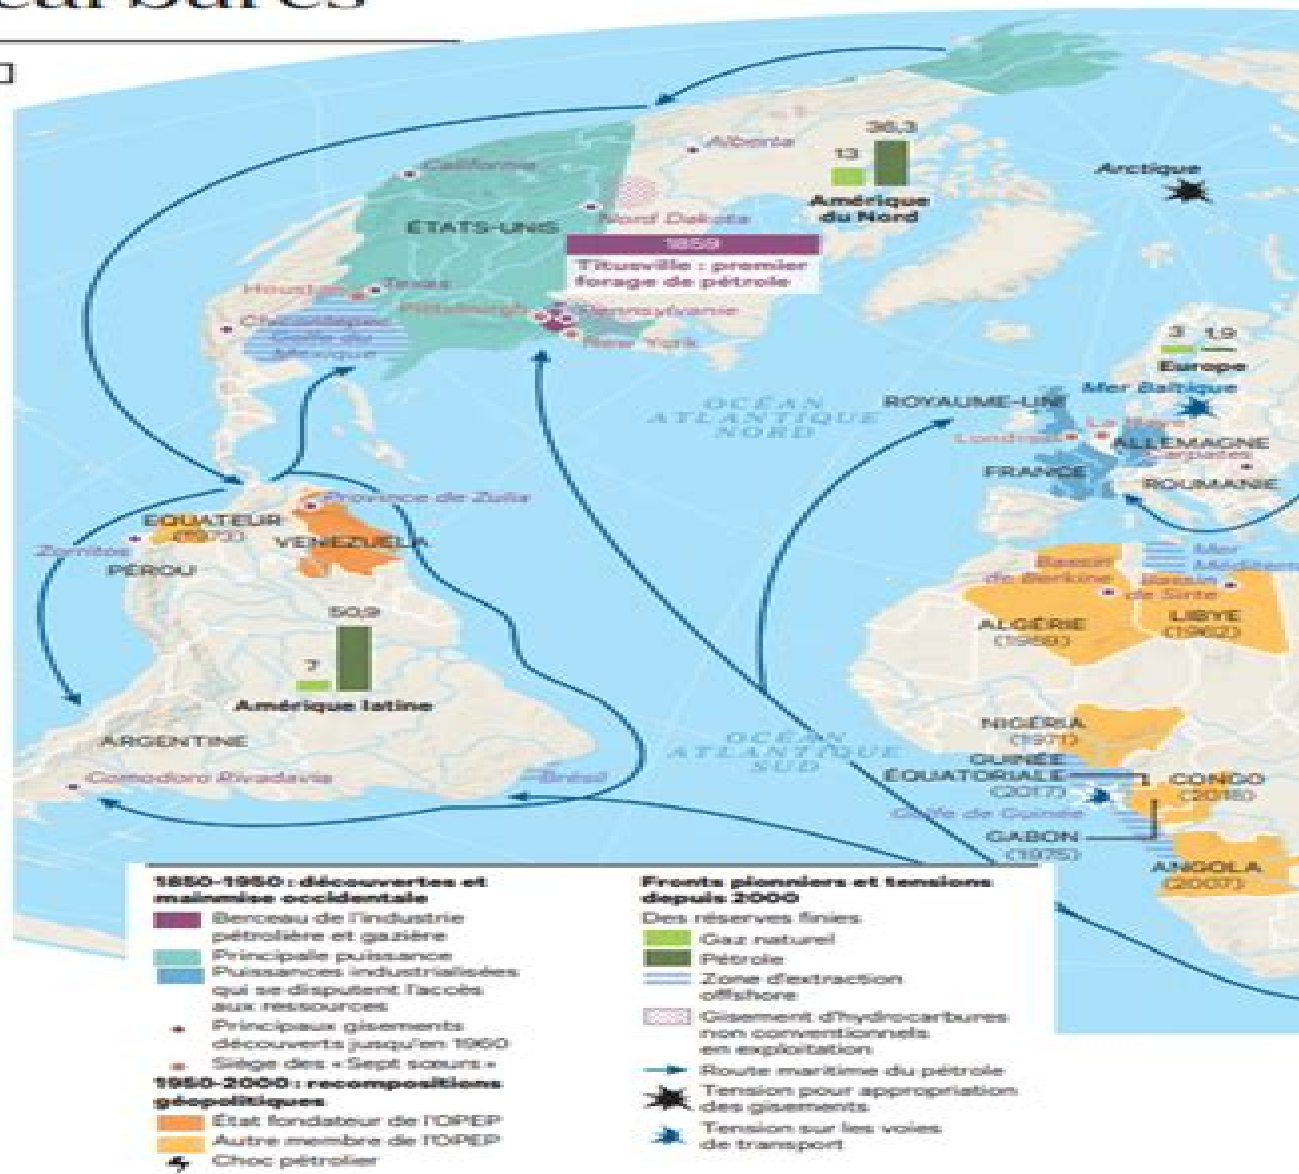 Alberta
Californie
36,3
13
Amérique
du Nord
Arctique
Nord Dakota
ÉTATS-UNIS
1859
Titusville : premier
forage de pétrole
Houston
Texas
Pittsburgh
Pennsylvanie
New York
Chicontepec
Golfe du
Mexique
3
1,9
Europe
Mer Baltique
OCÉAN
ATLANTIQUE
NORD
ROYAUME-UNI
La Haye
Londres
ALLEMAGNE
Carpates
FRANCE
ROUMANIE
Province de Zulia
ÉQUATEUR
(1973)
VENEZUELA
Zorritos
PÉROU
Mer
Bassin
de Berkine
Bassin
de Syrte
ALGÉRIE
(1969)
LIBYE
(1962)
50,9
7
Amérique latine
NIGÉRIA
(1971)
ARGENTINE
OCÉAN
ATLANTIQUE
SUD
GUINÉE
ÉQUATORIALE
(2017)
CONGO
(2018)
Comodoro Rivadavia
Brésil
Golfe de Guinée
GABON
(1975)
ANGOLA
(2007)
1850-1950 : découvertes et
mainmise occidentale
Berceau de l'industrie
pétrolière et gazière
Principale puissance
Puissances industrialisées
qui se disputent l'accès
aux ressources
Principaux gisements
découverts jusqu'en 1960
Siège des « Sept sœurs »
1950-2000 : recompositions
géopolitiques
État fondateur de l'OPEP
Autre membre de l'OPEP
Choc pétrolier
Fronts pionniers et tensions
depuis 2000
Des réserves finies
Gaz naturel
Pétrole
Zone d'extraction
offshore
Gisement d'hydrocarbures
non conventionnels
en exploitation
Route maritime du pétrole
Tension pour appropriation
des gisements
Tension sur les voies
de transport